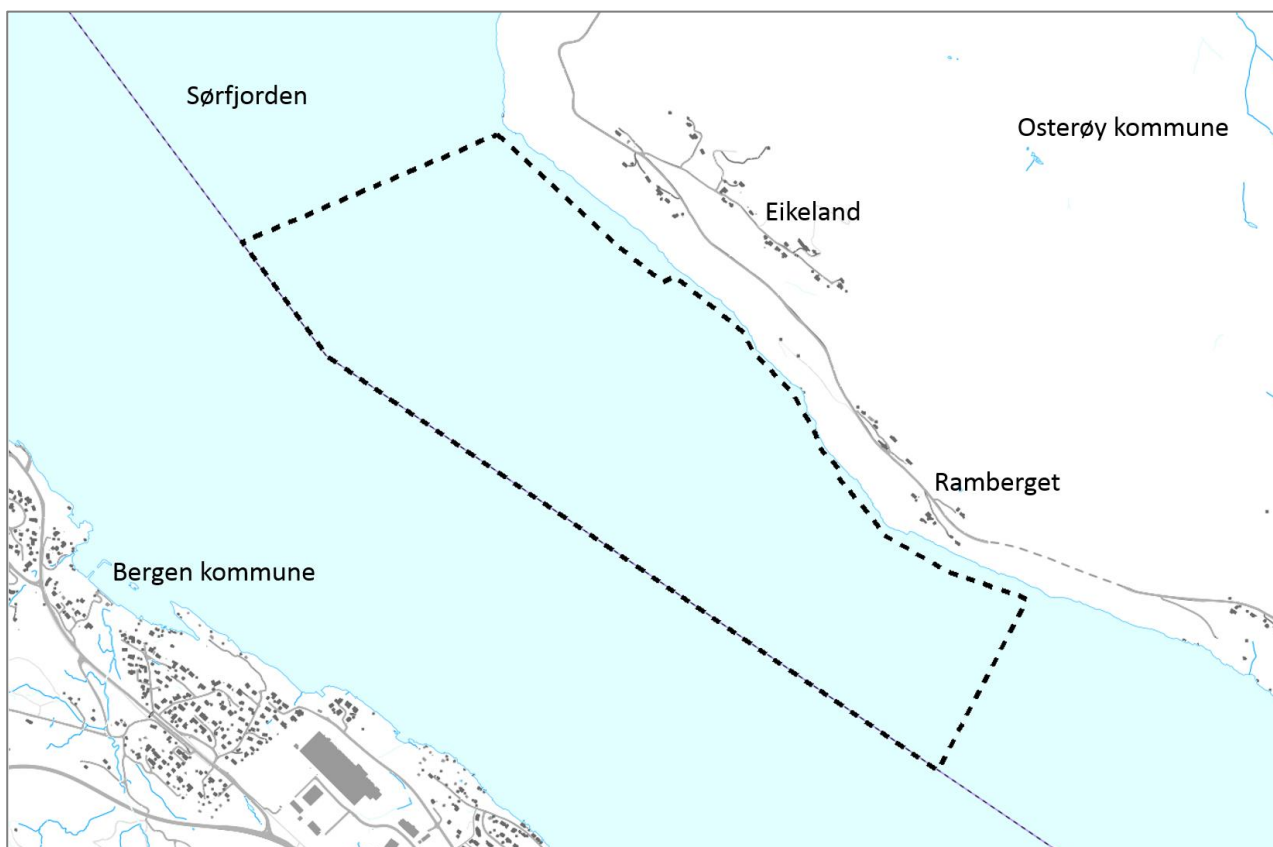 Sørfjorden
Osterøy kommune
Eikeland
Ramberget
Bergen kommune